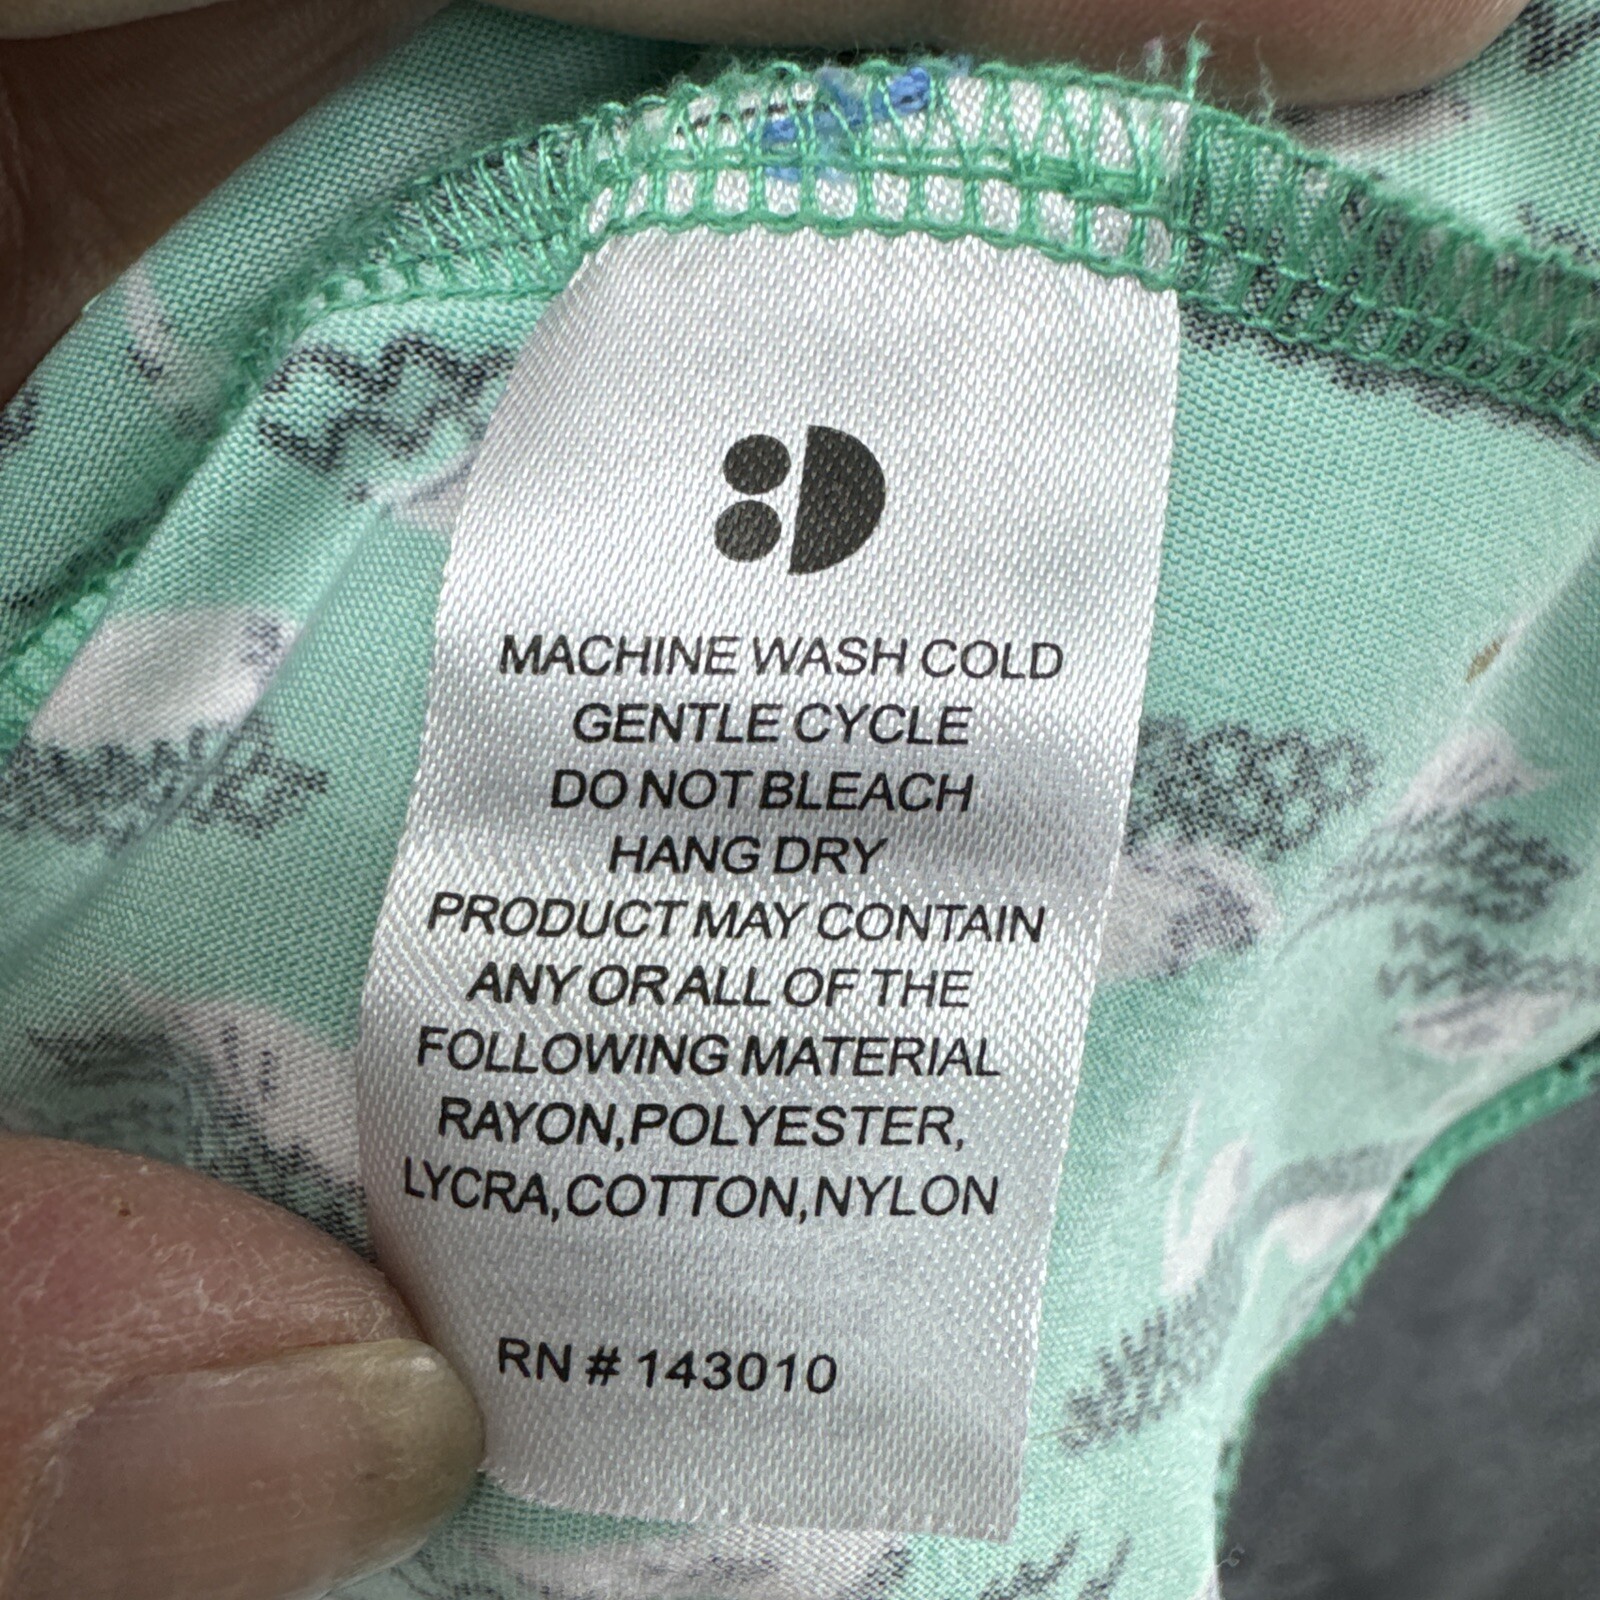 MACHINE WASH COLD
GENTLE CYCLE
DO NOT BLEACH
HANG DRY
PRODUCT MAY CONTAIN
ANY OR ALL OF THE
FOLLOWING MATERIAL
RAYON,POLYESTER,
LYCRA,COTTON,NYLON
RN # 143010